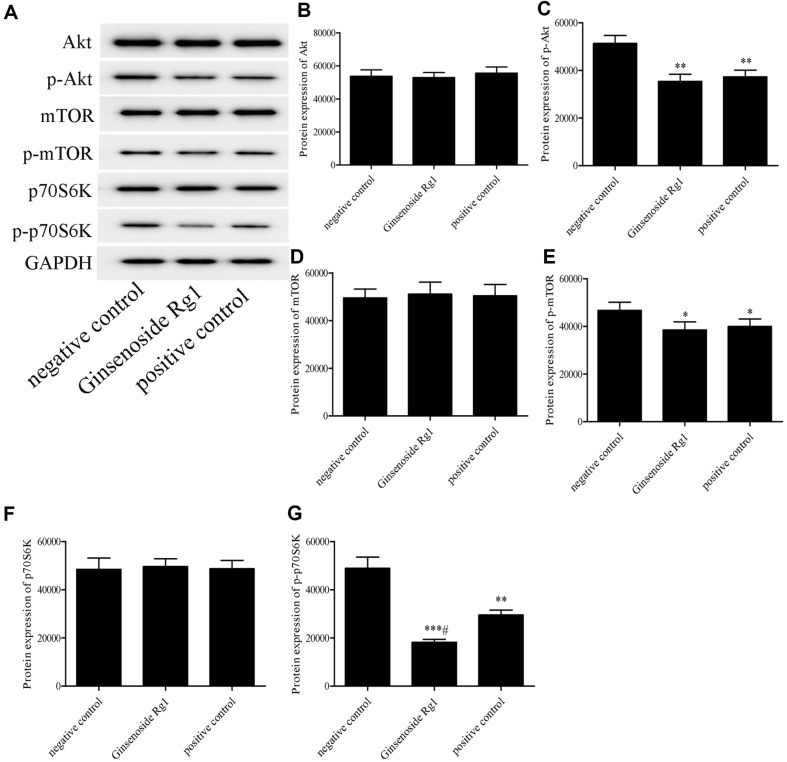 A
Akt
p-Akt
mTOR
p-mTOR
p70S6K
p-p70S6K
GAPDH
negative control
Ginsenoside Rg1
positive control
B
Protein expression of Akt
80000
60000
40000
20000
0
negative control
Ginsenoside Rg1
positive control
C
Protein expression of p-Akt
60000
40000
20000
0
**
**
negative control
Ginsenoside Rg1
positive control
D
Protein expression of mTOR
60000
40000
20000
0
negative control
Ginsenoside Rg1
positive control
E
Protein expression of p-mTOR
60000
40000
20000
0
*
*
negative control
Ginsenoside Rg1
positive control
F
Protein expression of p70S6K
60000
40000
20000
0
negative control
Ginsenoside Rg1
positive control
G
Protein expression of p-p70S6K
60000
40000
20000
0
***#
**
negative control
Ginsenoside Rg1
positive control